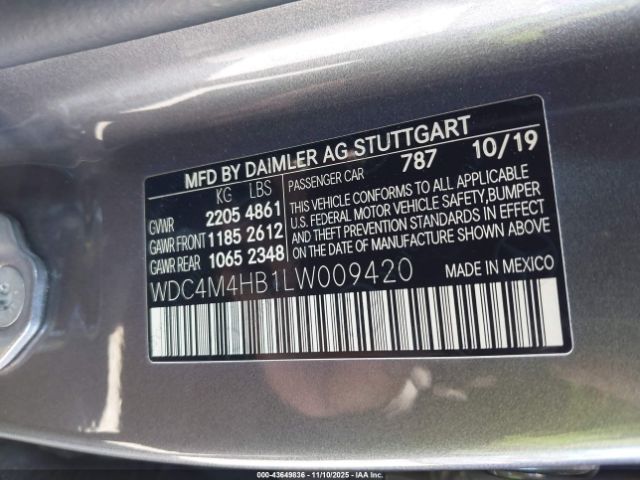 MFD BY DAIMLER AG STUTTGART
KG LBS
GVWR 2205 4861
GAWR FRONT 1185 2612
GAWR REAR 1065 2348
787 10/19
PASSENGER CAR
THIS VEHICLE CONFORMS TO ALL APPLICABLE
U.S. FEDERAL MOTOR VEHICLE SAFETY,BUMPER
AND THEFT PREVENTION STANDARDS IN EFFECT
ON THE DATE OF MANUFACTURE SHOWN ABOVE.
WDC4M4HB1LW009420
MADE IN MEXICO
000-43649836 - 11/10/2025 - IAAC. Inc.